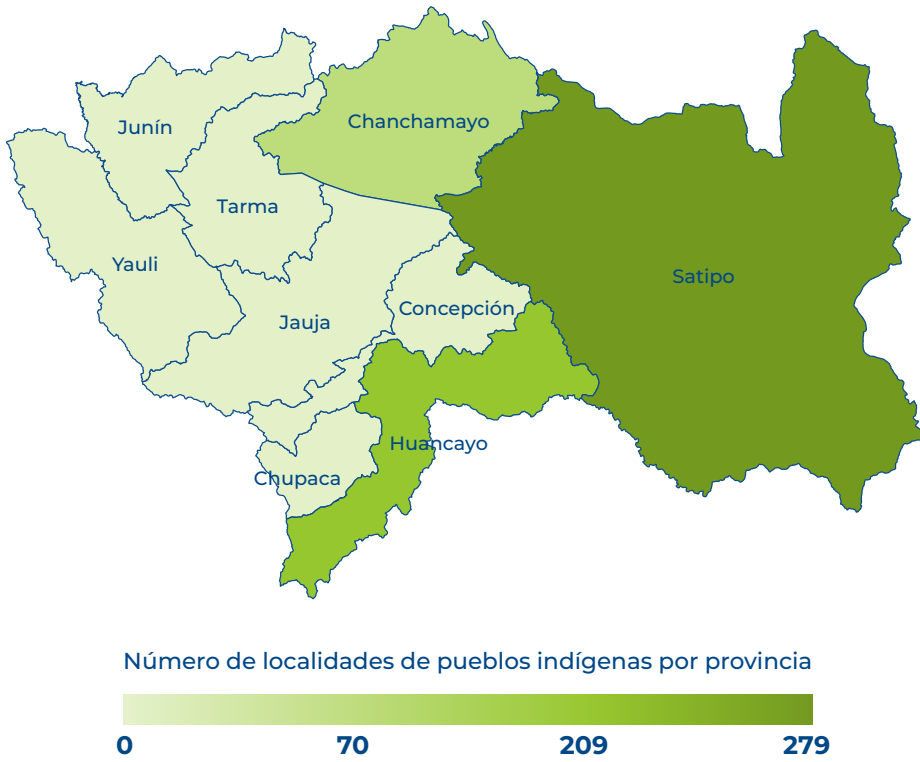 Junín
Chanchamayo
Tarma
Yauli
Satipo
Concepción
Jauja
Huancayo
Chupaca
Número de localidades de pueblos indígenas por provincia
0 70 209 279